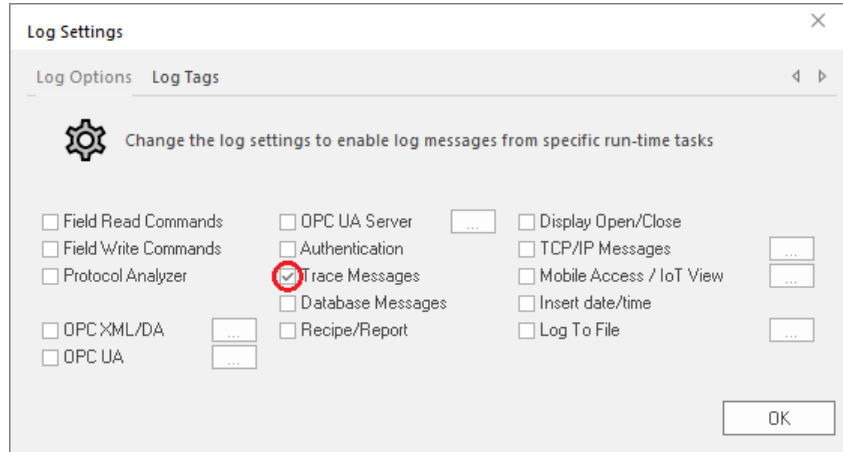 Log Settings
Log Options Log Tags
Change the log settings to enable log messages from specific run-time tasks
Field Read Commands
Field Write Commands
Protocol Analyzer
OPC XML/DA ...
OPC UA ...
OPC UA Server ...
Authentication
Trace Messages
Database Messages
Recipe/Report
Display Open/Close
TCP/IP Messages ...
Mobile Access / IoT View ...
Insert date/time
Log To File ...
OK